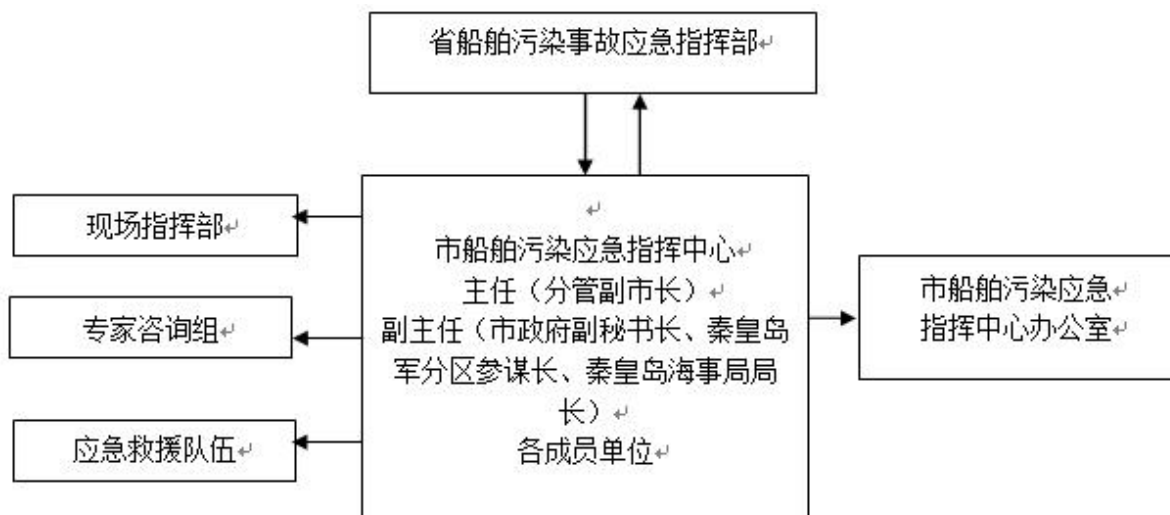 省船舶污染事故应急指挥部
现场指挥部
专家咨询组
应急救援队伍
市船舶污染应急指挥中心
主任（分管副市长）
副主任（市政府副秘书长、秦皇岛
军分区参谋长、秦皇岛海事局局
长）
各成员单位
市船舶污染应急
指挥中心办公室